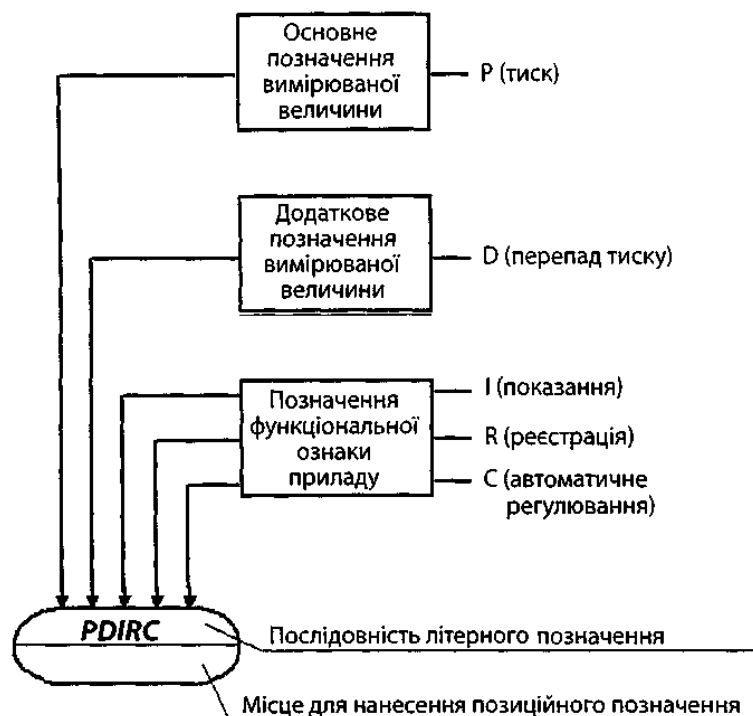 Основне
позначення
вимірюваної
величини
P (тиск)
Додаткове
позначення
вимірюваної
величини
D (перепад тиску)
Позначення
функціональної
ознаки
приладу
I (показання)
R (реєстрація)
C (автоматичне
регулювання)
PDIRC
Послідовність літерного позначення
Місце для нанесення позиційного позначення